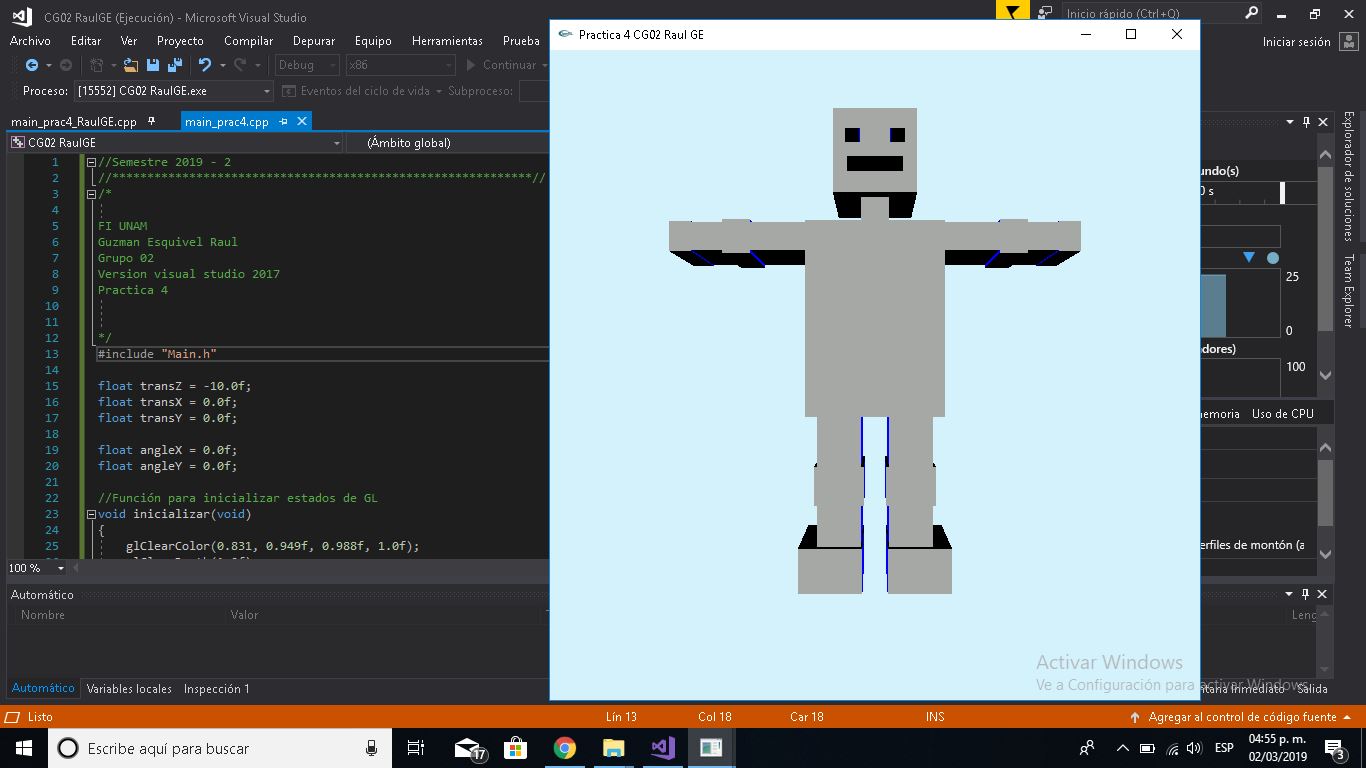 CG02 RaulGE (Ejecución) - Microsoft Visual Studio
Inicio rápido (Ctrl+Q)
Archivo Editar Ver Proyecto Compilar Depurar Equipo Herramientas Prueba
Iniciar sesión
Debug x86 Continuar
Proceso: [15552] CG02 RaulGE.exe Eventos del ciclo de vida Subproceso:
main_prac4_RaulGE.cpp main_prac4.cpp
CG02 RaulGE (Ámbito global)
1 //Semestre 2019 - 2
2 //************************************************************//
3 /*
4
5 FI UNAM
6 Guzman Esquivel Raul
7 Grupo 02
8 Version visual studio 2017
9 Practica 4
10
11
12 */
13 #include "Main.h"
14
15 float transZ = -10.0f;
16 float transX = 0.0f;
17 float transY = 0.0f;
18
19 float angleX = 0.0f;
20 float angleY = 0.0f;
21
22 //Función para inicializar estados de GL
23 void inicializar(void)
24 {
25 glClearColor(0.831, 0.949f, 0.988f, 1.0f);
100 %
Practica 4 CG02 Raul GE
undo(s)
0 s
25
0
adores)
100
emoria Uso de CPU
erfiles de montón (a
Explorador de soluciones
Team Explorer
Automático
Nombre Valor
Leng
Automático Variables locales Inspección 1
Activar Windows
Ve a Configuración para activar Windows.
ntana Inmediato Salida
Listo Lín 13 Col 18 Car 18 INS Agregar al control de código fuente
Escribe aquí para buscar
17
ESP
04:55 p. m.
02/03/2019
3